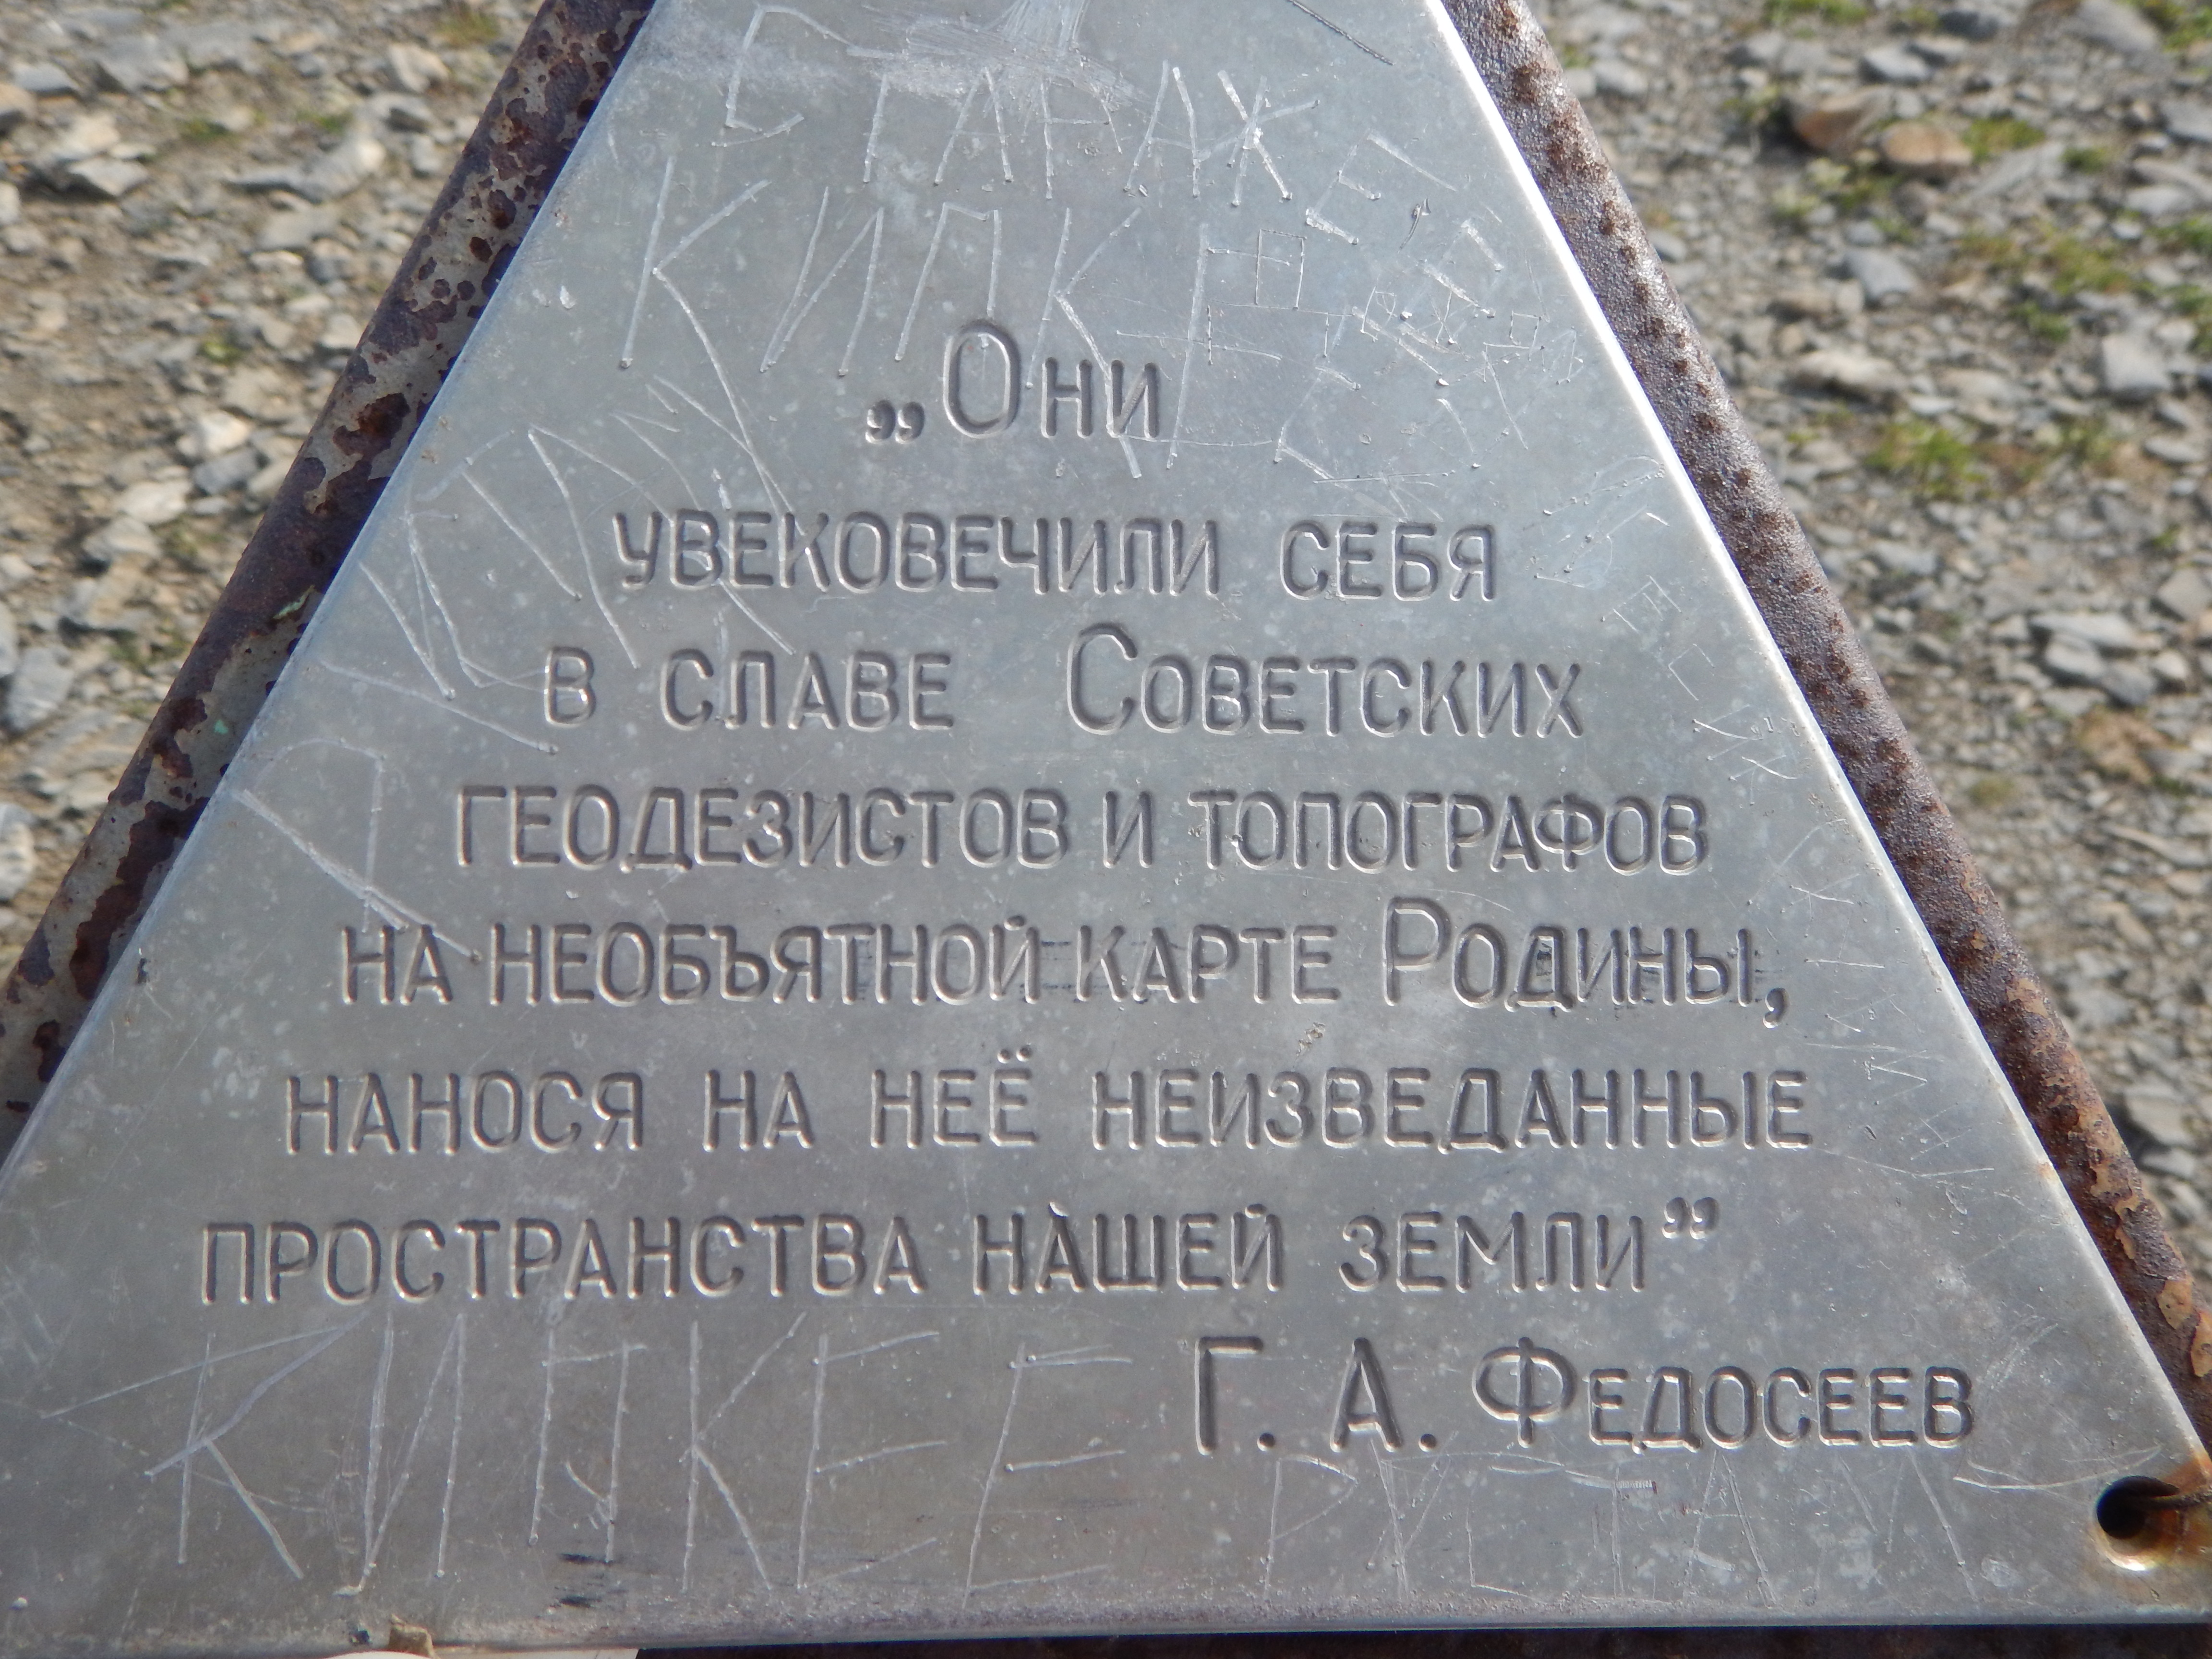 „Они
увековечили себя
в славе Советских
геодезистов и топографов
на необъятной карте Родины,
нанося на неё неизведанные
пространства нашей земли”
Г. А. Федосеев